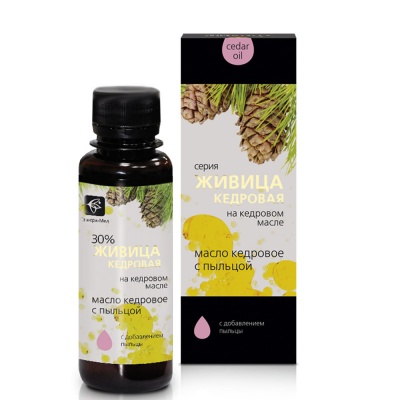 cedar
oil
серия
ЖИВИЦА
КЕДРОВАЯ
на кедровом
масле
масло кедровое
с пыльцой
с добавлением
пыльцы
30%
ЖИВИЦА
КЕДРОВАЯ
на кедровом
масле
масло кедровое
с пыльцой
с добавлением
пыльцы